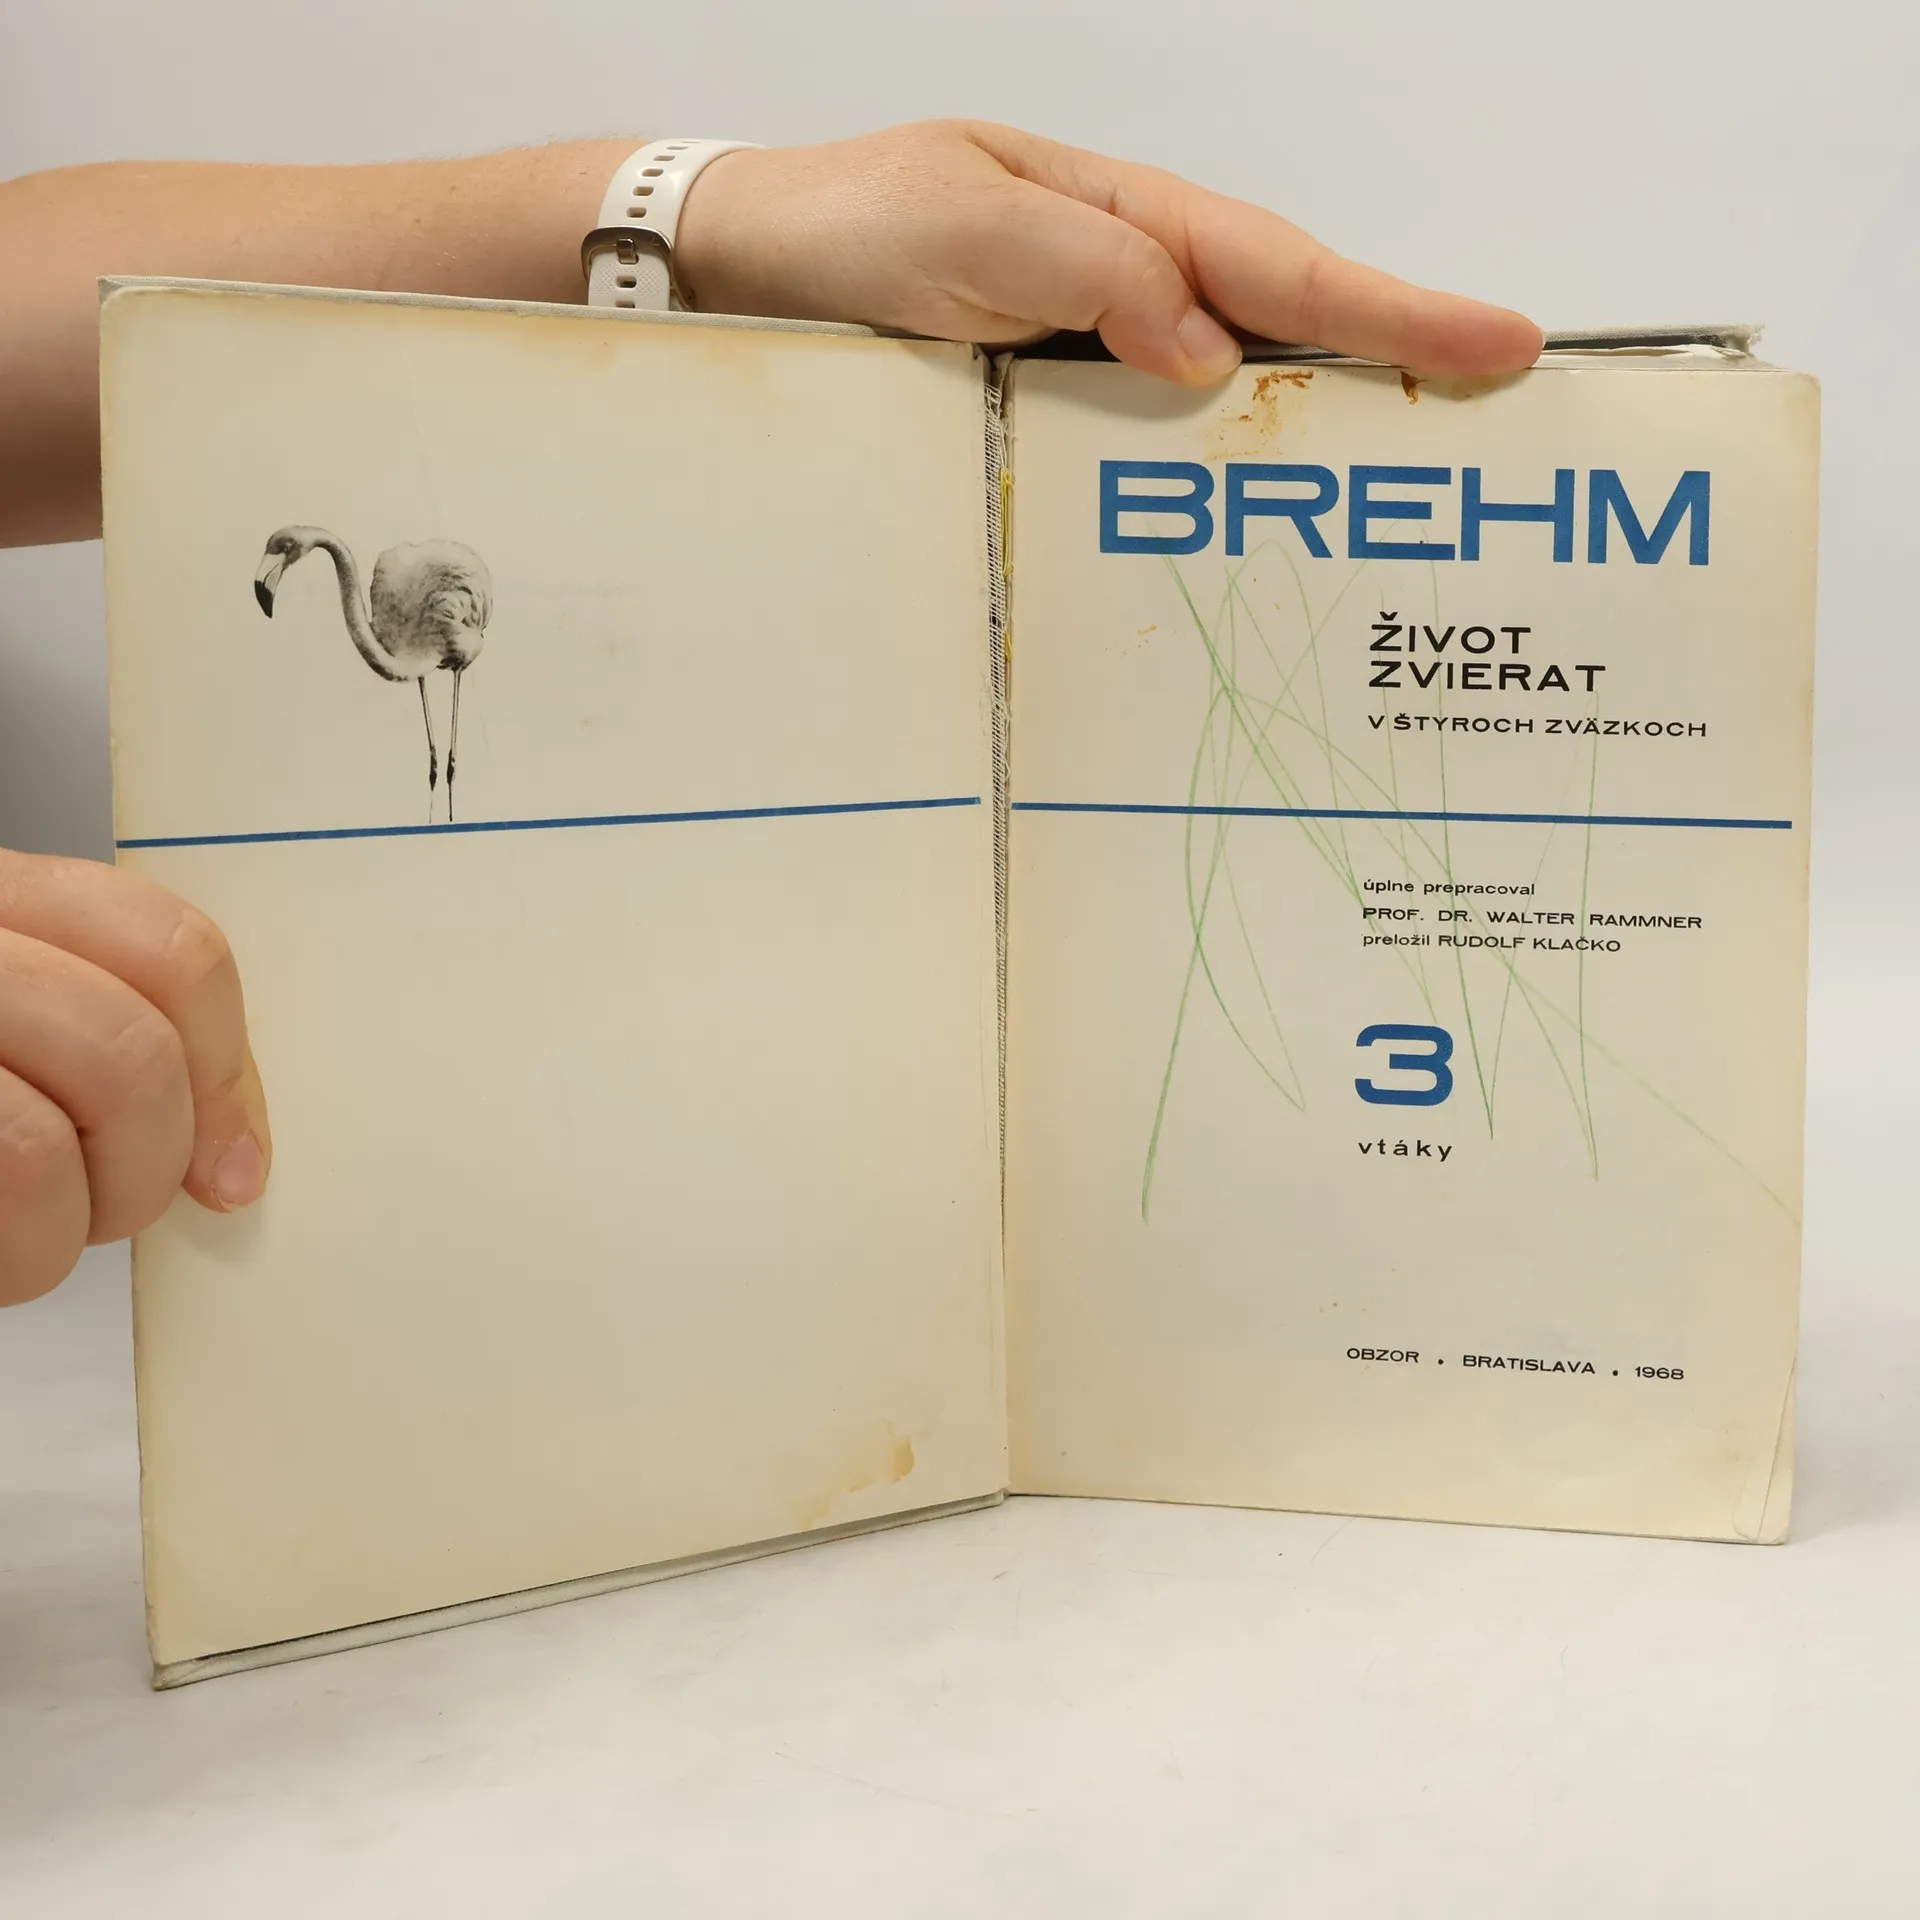 BREHM
ŽIVOT
ZVIERAT
V ŠTYROCH ZVÄZKOCH
úplne prepracoval
PROF. DR. WALTER RAMMNER
preložil RUDOLF KLAČKO
3
vtáky
OBZOR . BRATISLAVA . 1968